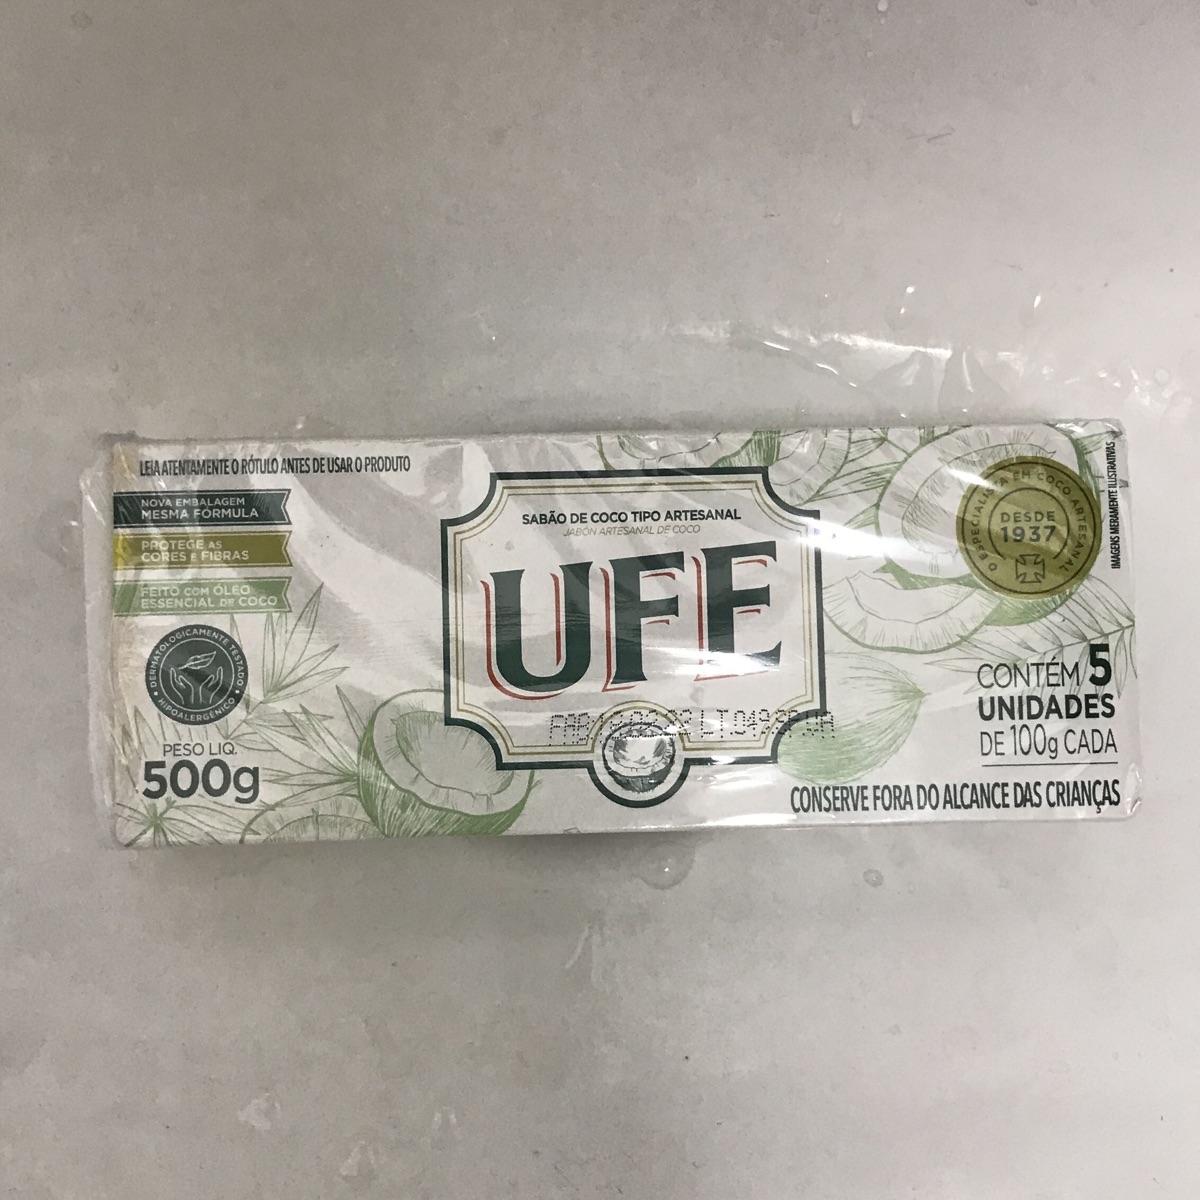 LEIA ATENTAMENTE O RÓTULO ANTES DE USAR O PRODUTO
NOVA EMBALAGEM
MESMA FÓRMULA
PROTEGE AS
CORES E FIBRAS
FEITO COM ÓLEO
ESSENCIAL DE COCO
DERMATOLOGICAMENTE TESTADO
HIPOALERGÊNICO
PESO LIQ.
500g
SABÃO DE COCO TIPO ARTESANAL
JABÓN ARTESANAL DE COCO
UFE
O ESPECIALISTA EM COCO ARTESANAL
DESDE
1937
IMAGENS MERAMENTE ILUSTRATIVAS
CONTÉM 5
UNIDADES
DE 100g CADA
CONSERVE FORA DO ALCANCE DAS CRIANÇAS